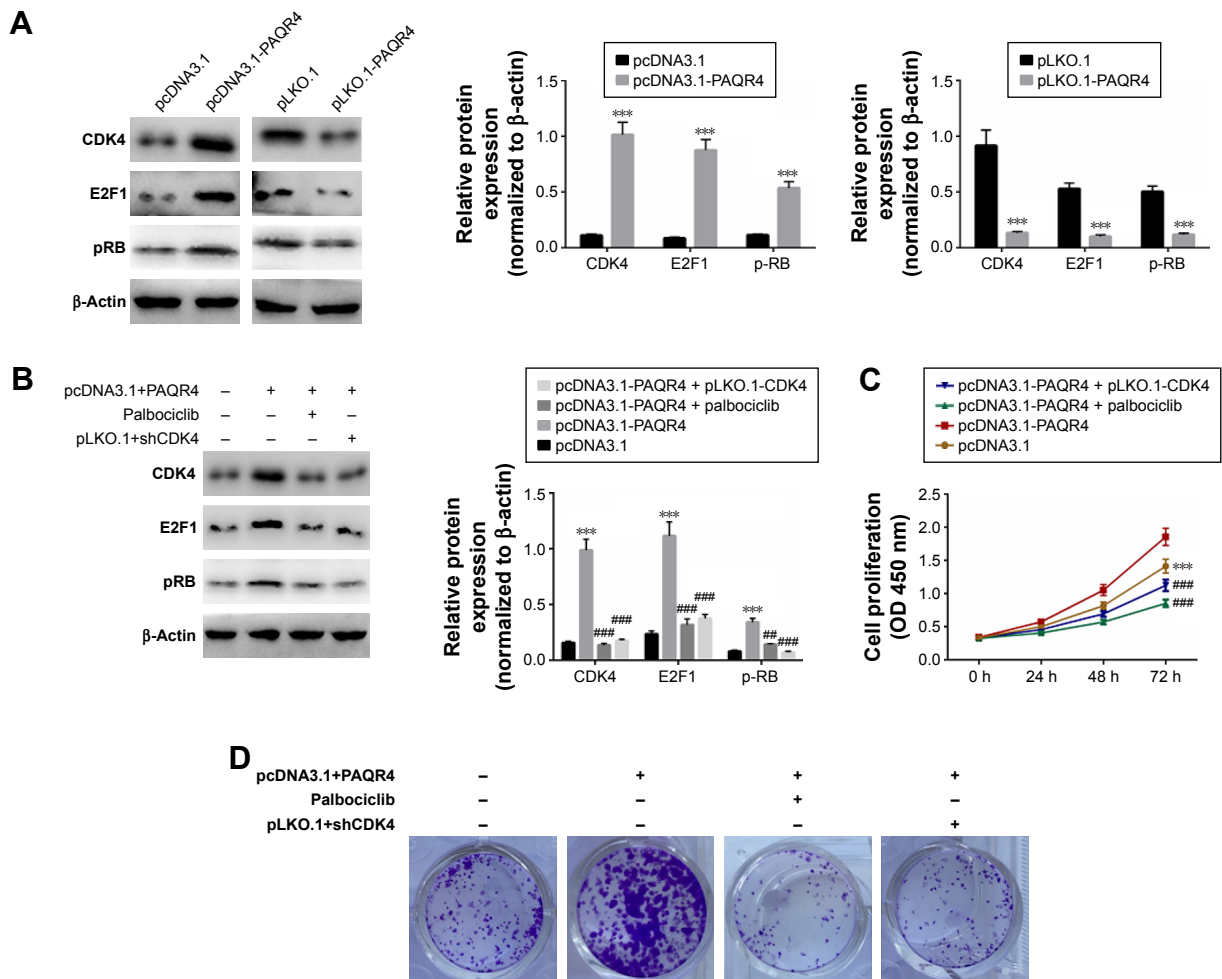 A
pcDNA3.1
pcDNA3.1-PAQR4
pLKO.1
pLKO.1-PAQR4
CDK4
E2F1
pRB
β-Actin
pcDNA3.1
pcDNA3.1-PAQR4
Relative protein
expression
(normalized to β-actin)
1.5
1.0
0.5
0.0
***
***
***
CDK4 E2F1 p-RB
pLKO.1
pLKO.1-PAQR4
Relative protein
expression
(normalized to β-actin)
1.5
1.0
0.5
0.0
***
***
***
CDK4 E2F1 p-RB
B
pcDNA3.1+PAQR4 – + + +
Palbociclib – – + –
pLKO.1+shCDK4 – – – +
CDK4
E2F1
pRB
β-Actin
pcDNA3.1-PAQR4 + pLKO.1-CDK4
pcDNA3.1-PAQR4 + palbociclib
pcDNA3.1-PAQR4
pcDNA3.1
Relative protein
expression
(normalized to β-actin)
1.5
1.0
0.5
0.0
*** ### ###
*** ### ###
*** ## ###
CDK4 E2F1 p-RB
C
pcDNA3.1-PAQR4 + pLKO.1-CDK4
pcDNA3.1-PAQR4 + palbociclib
pcDNA3.1-PAQR4
pcDNA3.1
Cell proliferation
(OD 450 nm)
2.5
2.0
1.5
1.0
0.5
0.0
***
###
###
0 h 24 h 48 h 72 h
D
pcDNA3.1+PAQR4 – + + +
Palbociclib – – + –
pLKO.1+shCDK4 – – – +